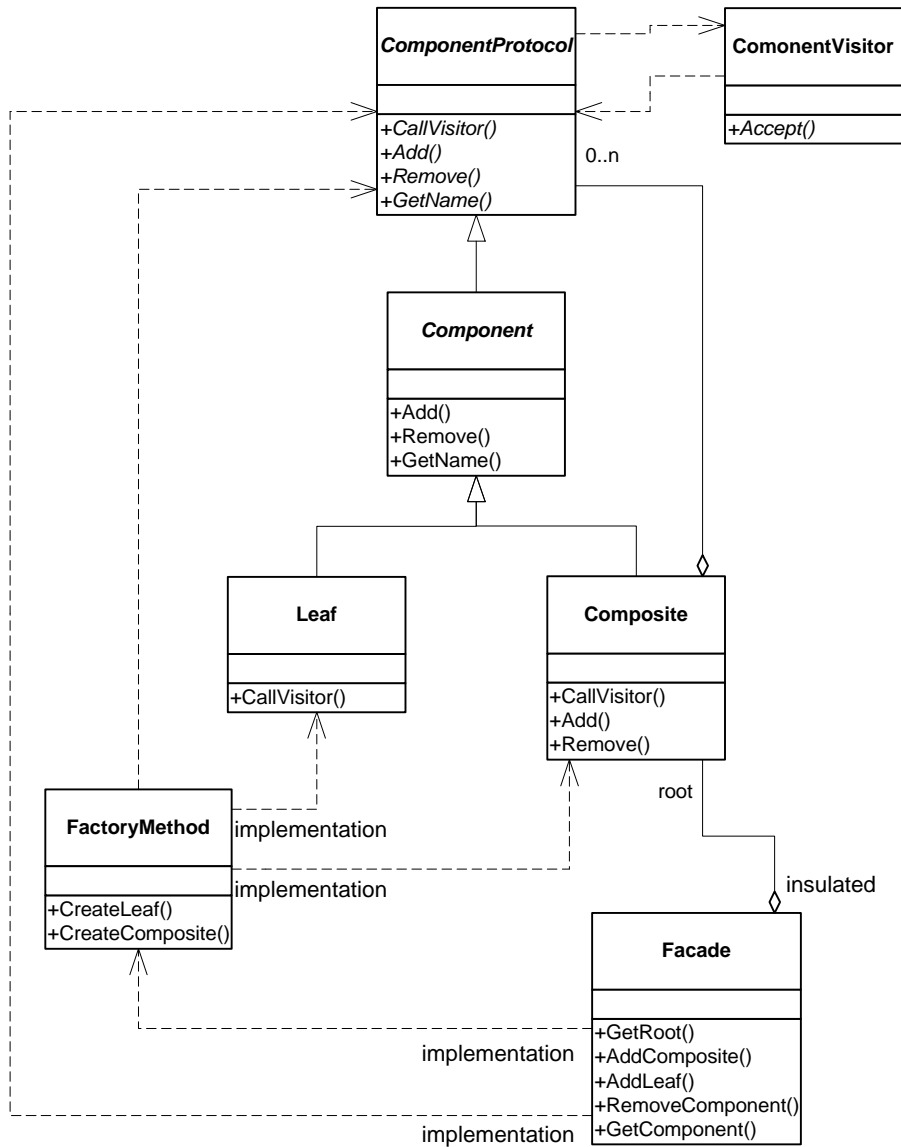 ComponentProtocol
+CallVisitor()
+Add()
+Remove()
+GetName()
ComonentVisitor
+Accept()
0..n
Component
+Add()
+Remove()
+GetName()
Leaf
+CallVisitor()
Composite
+CallVisitor()
+Add()
+Remove()
root
FactoryMethod
+CreateLeaf()
+CreateComposite()
implementation
implementation
insulated
Facade
+GetRoot()
+AddComposite()
+AddLeaf()
+RemoveComponent()
+GetComponent()
implementation
implementation